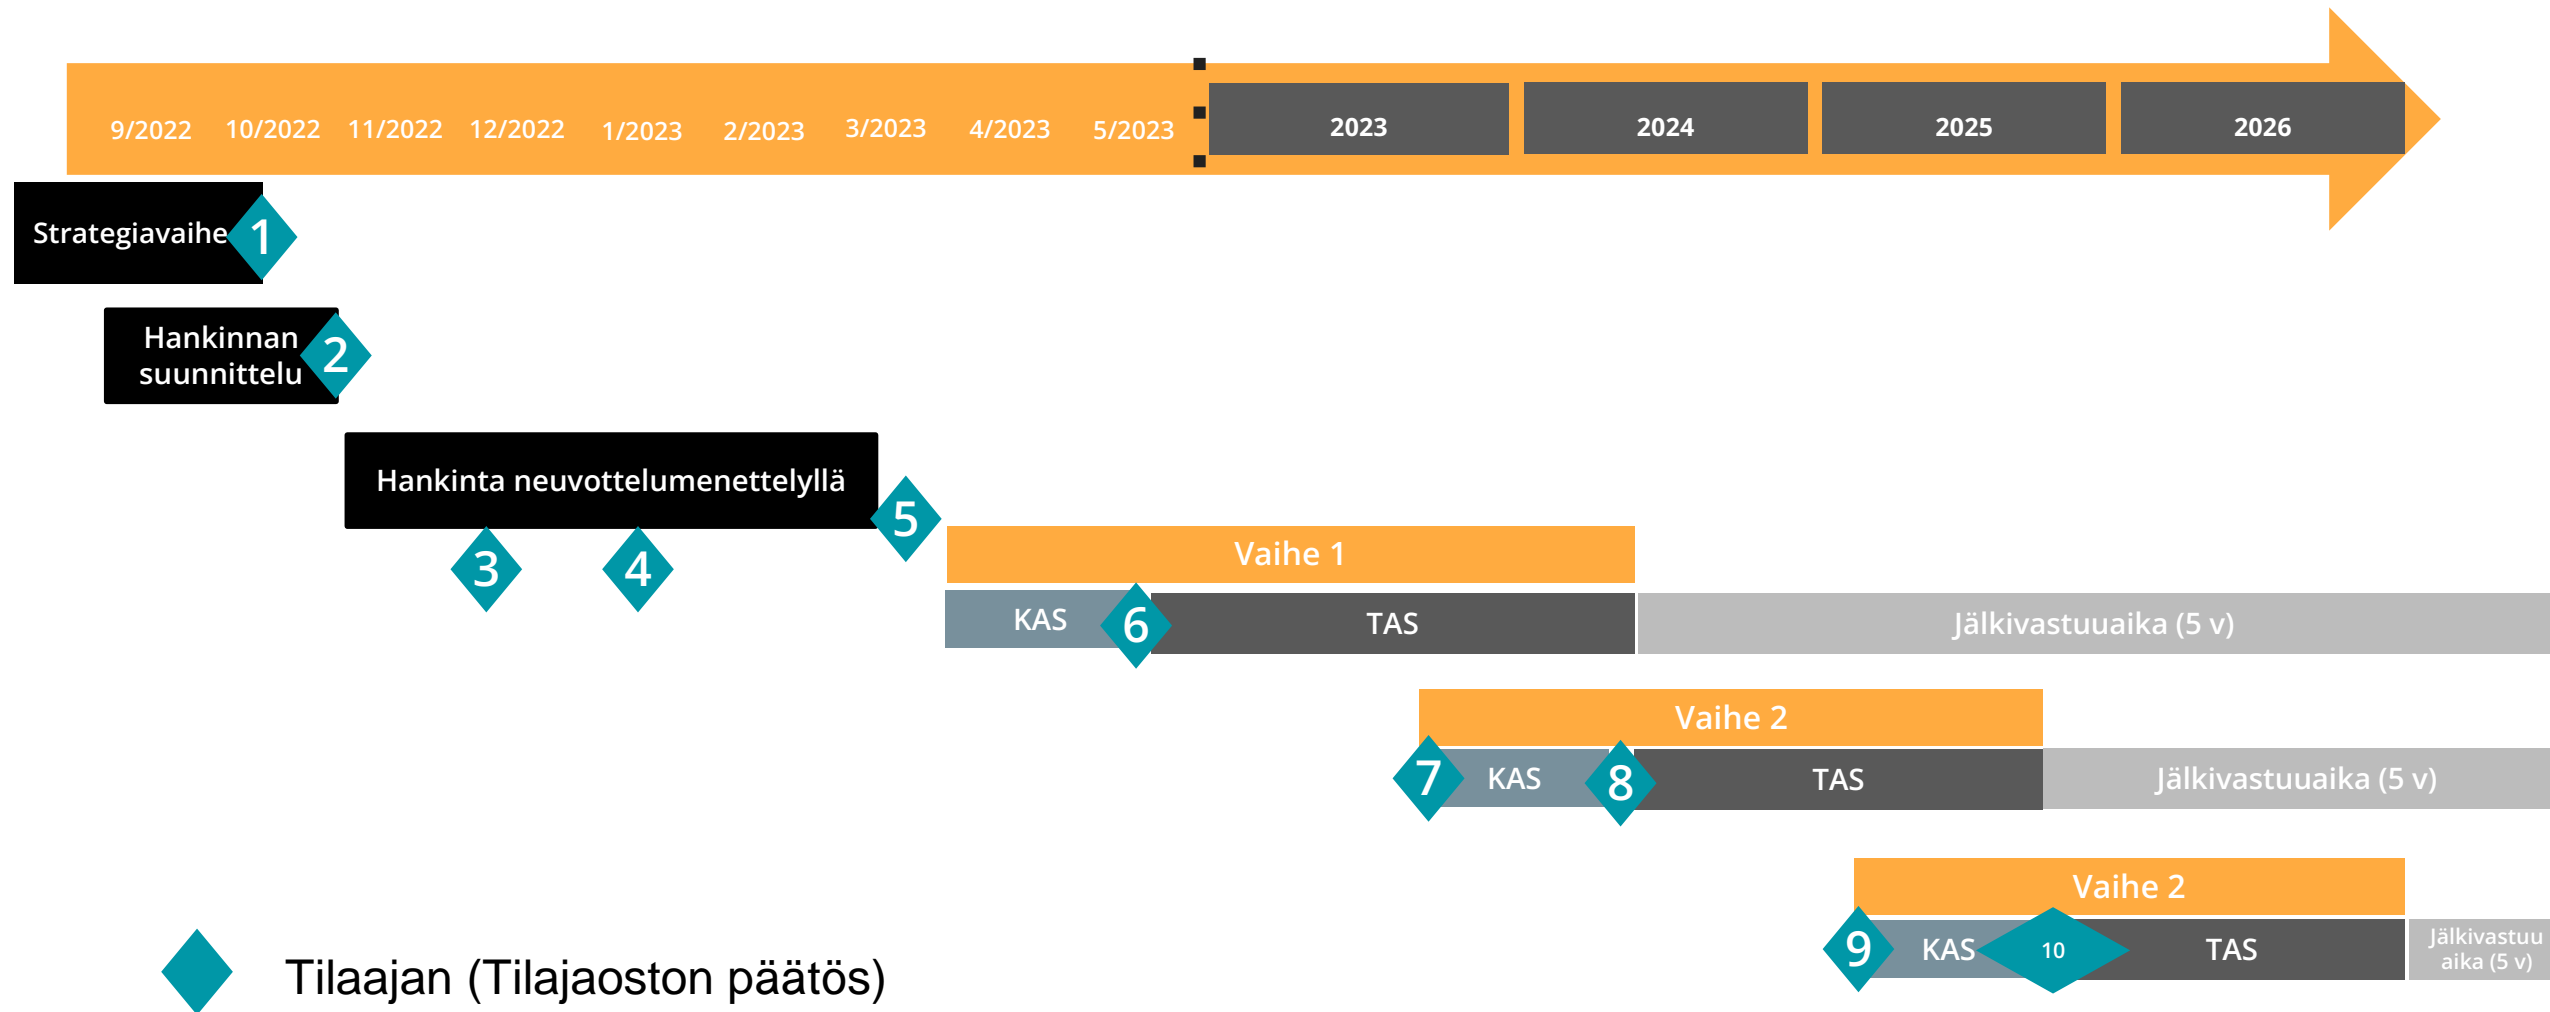 9/2022 10/2022 11/2022 12/2022 1/2023 2/2023 3/2023 4/2023 5/2023 2023 2024 2025 2026
Strategiavaihe 1
Hankinnan
suunnittelu
2
Hankinta neuvottelumenettelyllä
3 4 5
Vaihe 1
KAS 6 TAS Jälkivastuuaika (5 v)
Vaihe 2
7 KAS 8 TAS Jälkivastuuaika (5 v)
Vaihe 2
9 KAS 10 TAS
Jälkivastuu
aika (5 v)
Tilaajan (Tilajaoston päätös)